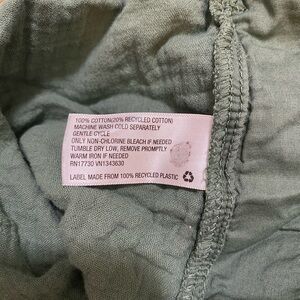 100% COTTON(20% RECYCLED COTTON)
MACHINE WASH COLD SEPARATELY
GENTLE CYCLE
ONLY NON-CHLORINE BLEACH IF NEEDED
TUMBLE DRY LOW, REMOVE PROMPTLY
WARM IRON IF NEEDED
RN17730 VN1343630
LABEL MADE FROM 100% RECYCLED PLASTIC